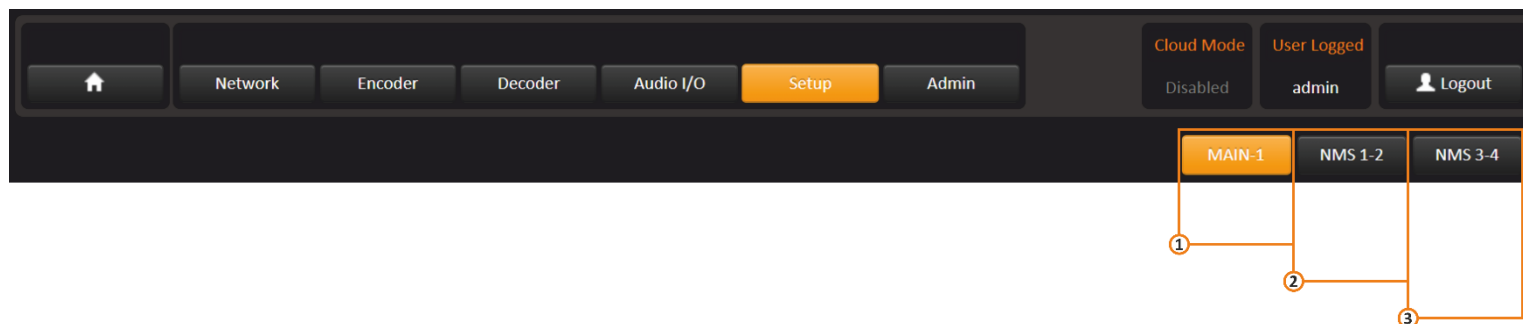 Cloud Mode User Logged
Network Encoder Decoder Audio I/O Setup Admin Disabled admin Logout
MAIN-1 NMS 1-2 NMS 3-4
1
2
3